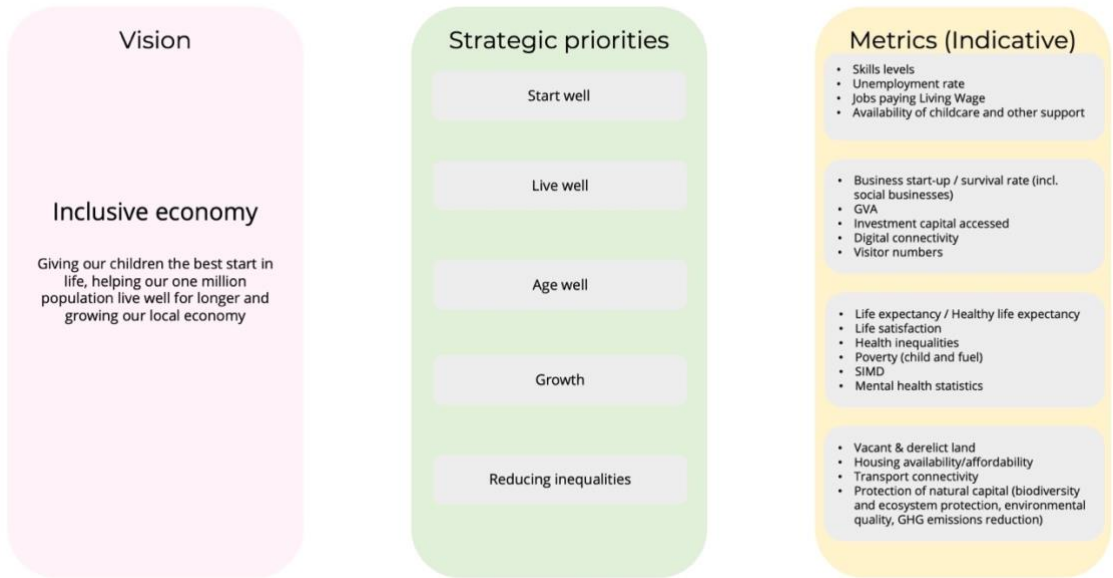 Vision
Inclusive economy
Giving our children the best start in
life, helping our one million
population live well for longer and
growing our local economy
Strategic priorities
Start well
Live well
Age well
Growth
Reducing inequalities
Metrics (Indicative)
• Skills levels
• Unemployment rate
• Jobs paying Living Wage
• Availability of childcare and other support
• Business start-up / survival rate (incl.
social businesses)
• GVA
• Investment capital accessed
• Digital connectivity
• Visitor numbers
• Life expectancy / Healthy life expectancy
• Life satisfaction
• Health inequalities
• Poverty (child and fuel)
• SIMD
• Mental health statistics
• Vacant & derelict land
• Housing availability/affordability
• Transport connectivity
• Protection of natural capital (biodiversity
and ecosystem protection, environmental
quality, GHG emissions reduction)